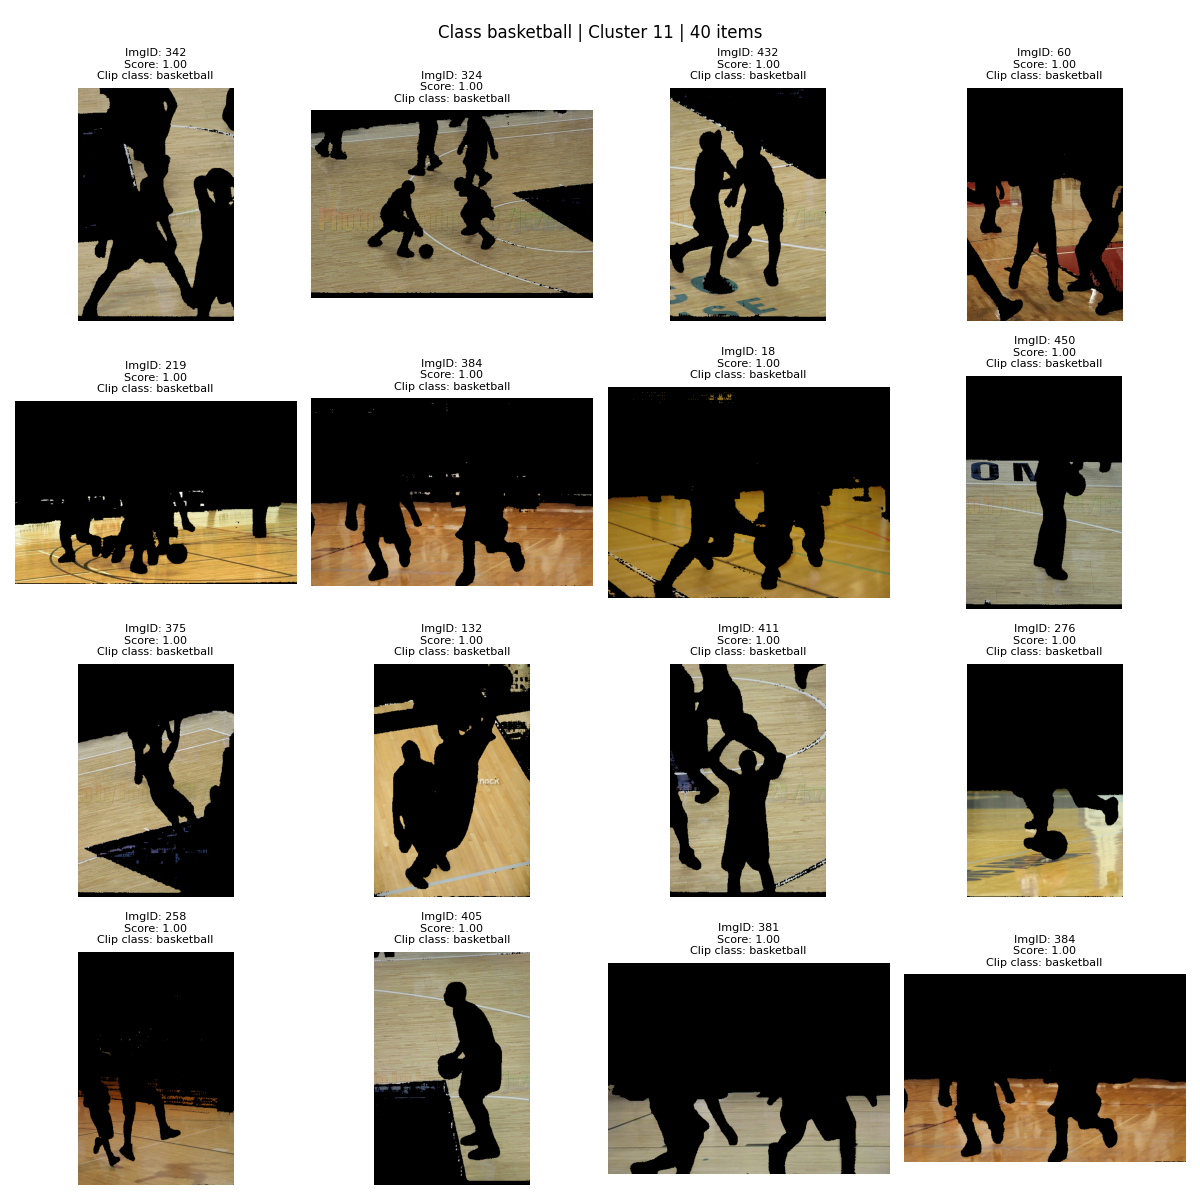 Class basketball | Cluster 11 | 40 items
ImgID: 342
Score: 1.00
Clip class: basketball
ImgID: 324
Score: 1.00
Clip class: basketball
ImgID: 432
Score: 1.00
Clip class: basketball
ImgID: 60
Score: 1.00
Clip class: basketball
ImgID: 219
Score: 1.00
Clip class: basketball
ImgID: 384
Score: 1.00
Clip class: basketball
ImgID: 18
Score: 1.00
Clip class: basketball
ImgID: 450
Score: 1.00
Clip class: basketball
ImgID: 375
Score: 1.00
Clip class: basketball
ImgID: 132
Score: 1.00
Clip class: basketball
ImgID: 411
Score: 1.00
Clip class: basketball
ImgID: 276
Score: 1.00
Clip class: basketball
ImgID: 258
Score: 1.00
Clip class: basketball
ImgID: 405
Score: 1.00
Clip class: basketball
ImgID: 381
Score: 1.00
Clip class: basketball
ImgID: 384
Score: 1.00
Clip class: basketball